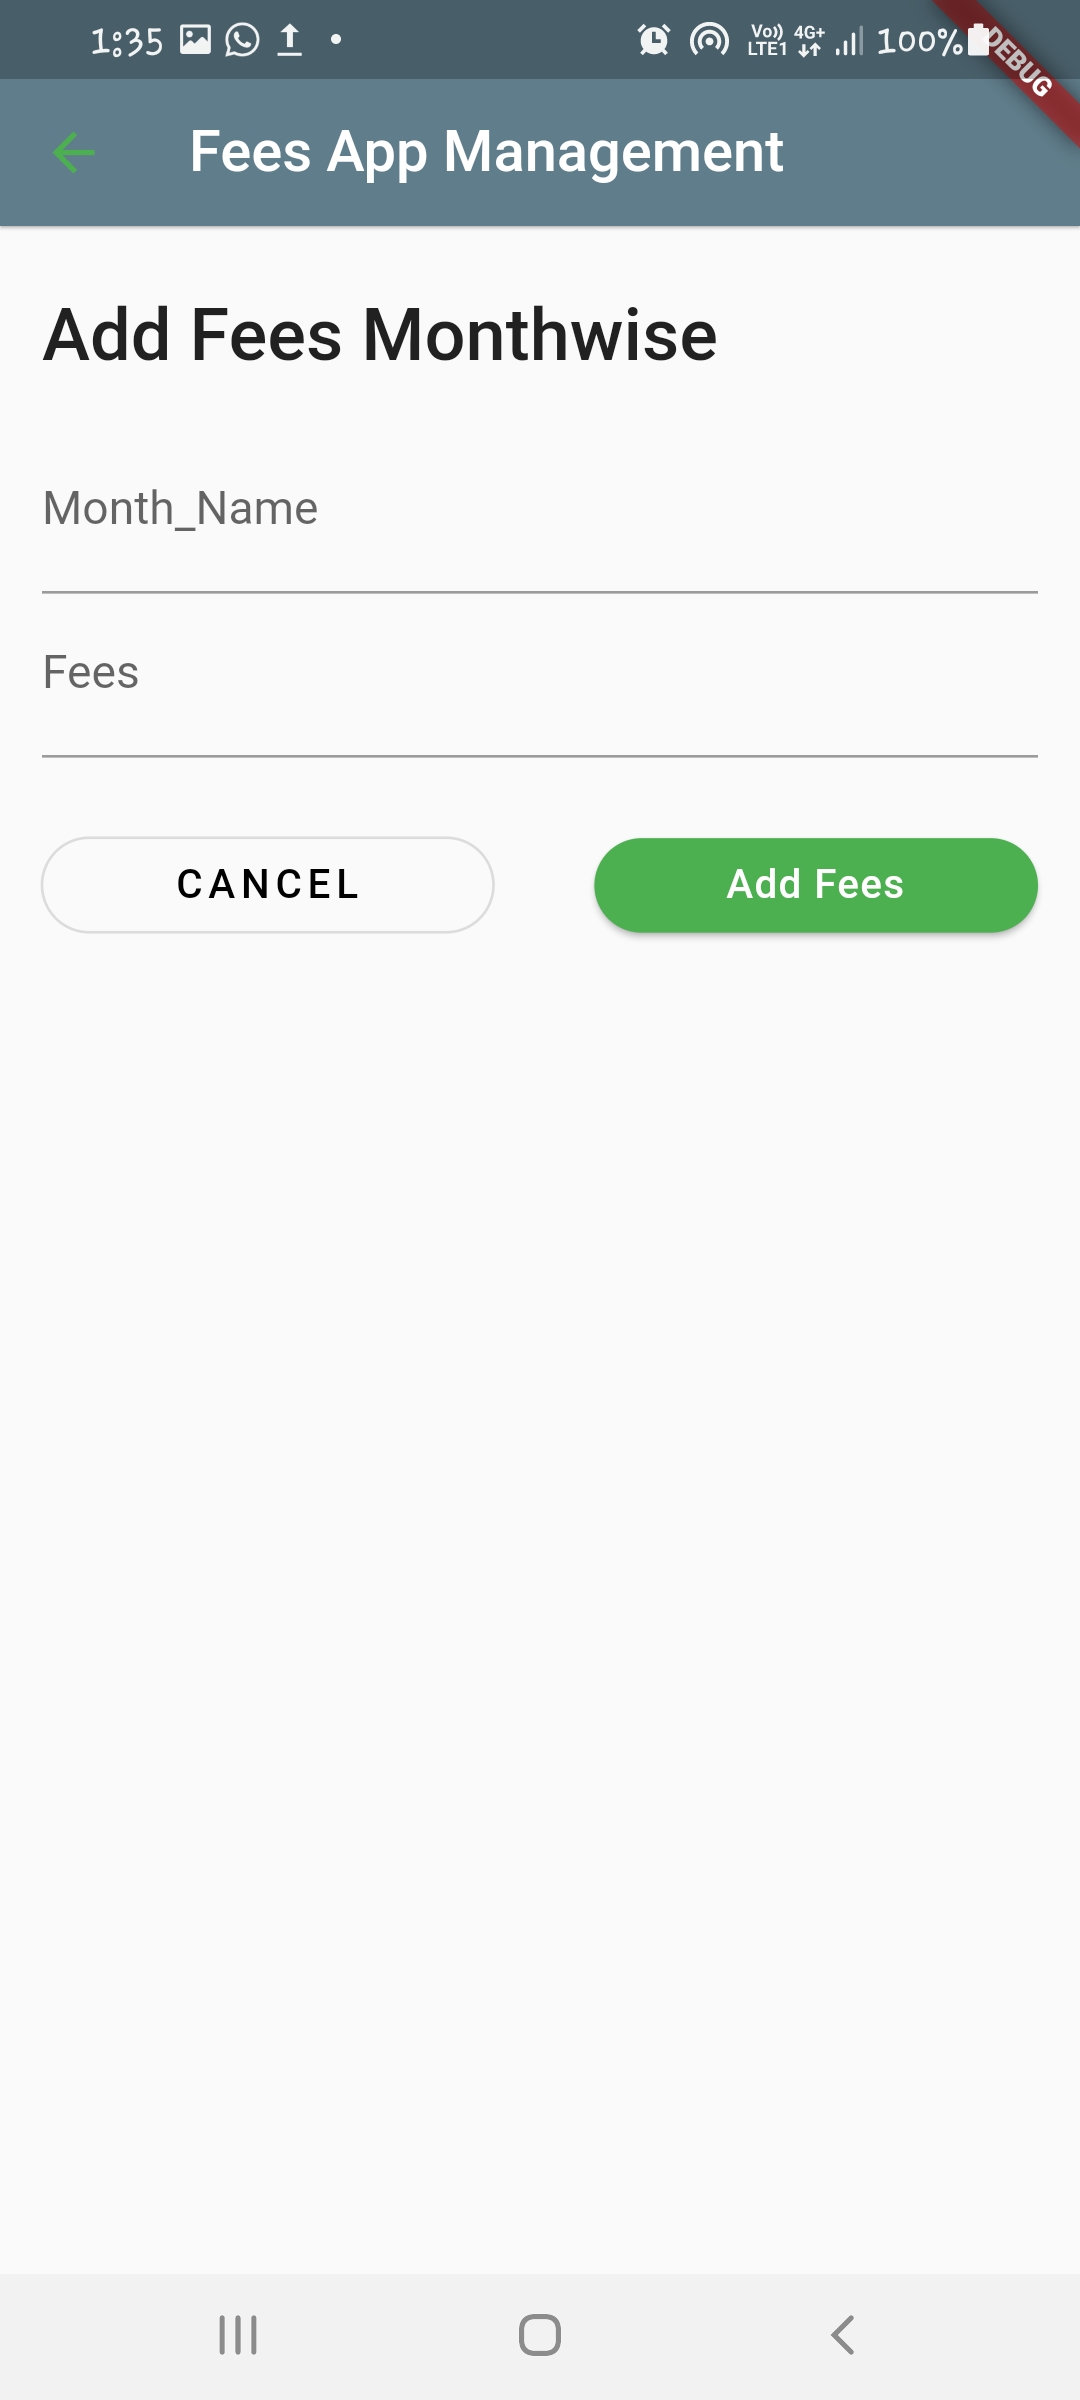 1:35 Vo)) LTE1 4G+ 100% DEBUG
Fees App Management
Add Fees Monthwise
Month_Name
Fees
CANCEL Add Fees